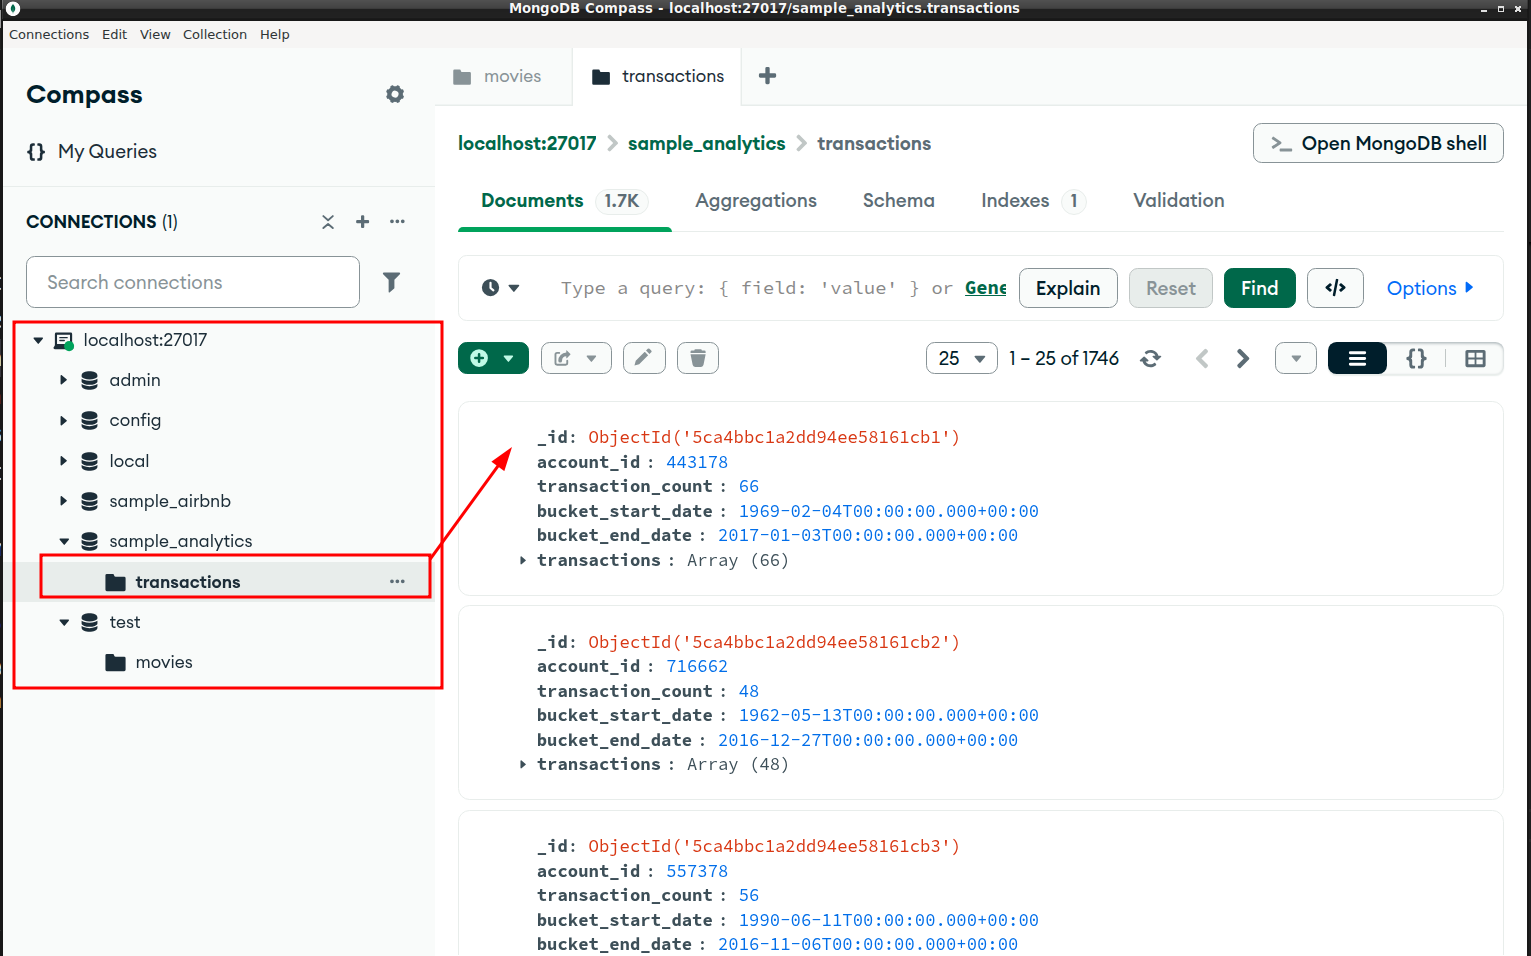 MongoDB Compass - localhost:27017/sample_analytics.transactions
Connections Edit View Collection Help
Compass
{} My Queries
CONNECTIONS (1)
Search connections
localhost:27017
admin
config
local
sample_airbnb
sample_analytics
transactions
test
movies
movies
transactions
localhost:27017 > sample_analytics > transactions
>_ Open MongoDB shell
Documents 1.7K Aggregations Schema Indexes 1 Validation
Type a query: { field: 'value' } or Gene
Explain Reset Find </> Options
25 1 – 25 of 1746 {}
_id: ObjectId('5ca4bbc1a2dd94ee58161cb1')
account_id : 443178
transaction_count : 66
bucket_start_date : 1969-02-04T00:00:00.000+00:00
bucket_end_date : 2017-01-03T00:00:00.000+00:00
transactions : Array (66)
_id: ObjectId('5ca4bbc1a2dd94ee58161cb2')
account_id : 716662
transaction_count : 48
bucket_start_date : 1962-05-13T00:00:00.000+00:00
bucket_end_date : 2016-12-27T00:00:00.000+00:00
transactions : Array (48)
_id: ObjectId('5ca4bbc1a2dd94ee58161cb3')
account_id : 557378
transaction_count : 56
bucket_start_date : 1990-06-11T00:00:00.000+00:00
bucket_end_date : 2016-11-06T00:00:00.000+00:00